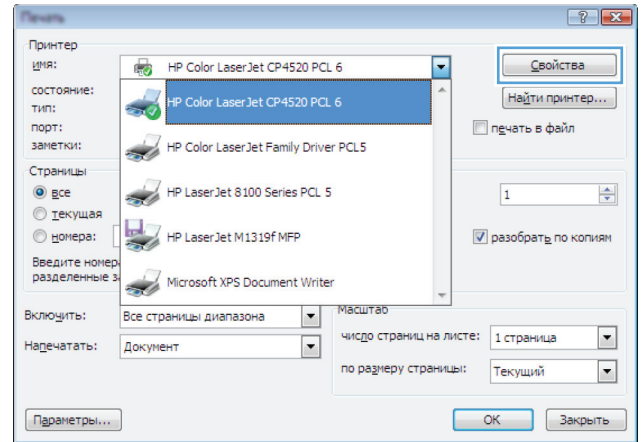 Печать
Принтер
имя:
HP Color LaserJet CP4520 PCL 6
Свойства
состояние:
HP Color LaserJet CP4520 PCL 6
Найти принтер...
тип:
порт:
HP Color LaserJet Family Driver PCL5
печать в файл
заметки:
Страницы
все
HP LaserJet 8100 Series PCL 5
1
текущая
номера:
HP LaserJet M1319f MFP
разобрать по копиям
Введите
разделенные
Microsoft XPS Document Writer
Включить:
Все страницы диапазона
Масштаб
число страниц на листе:
1 страница
Напечатать:
Документ
по размеру страницы:
Текущий
Параметры...
OK
Закрыть